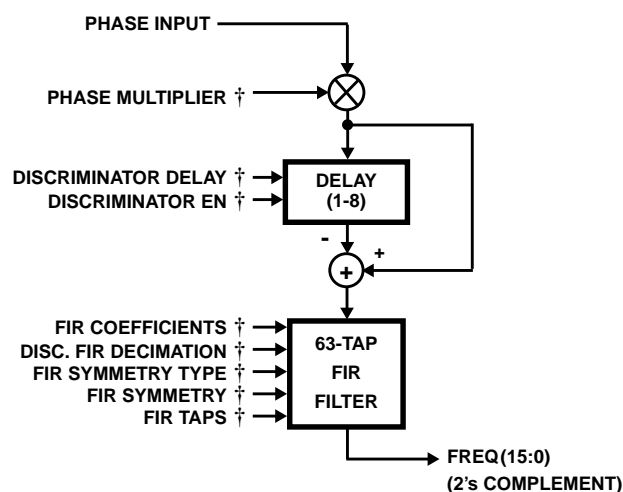 PHASE INPUT
PHASE MULTIPLIER †
DISCRIMINATOR DELAY †
DISCRIMINATOR EN †
DELAY
(1-8)
-
+
+
FIR COEFFICIENTS †
DISC. FIR DECIMATION †
FIR SYMMETRY TYPE †
FIR SYMMETRY †
FIR TAPS †
63-TAP
FIR
FILTER
FREQ(15:0)
(2's COMPLEMENT)